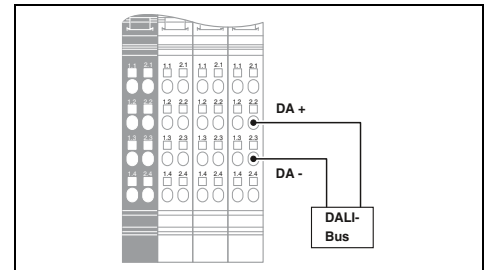 1.1 2.1 1.1 2.1 1.1 2.1 1.1 2.1
1.2 2.2 1.2 2.2 1.2 2.2 1.2 2.2
DA +
1.3 2.3 1.3 2.3 1.3 2.3 1.3 2.3
DA -
1.4 2.4 1.4 2.4 1.4 2.4 1.4 2.4
DALI-
Bus